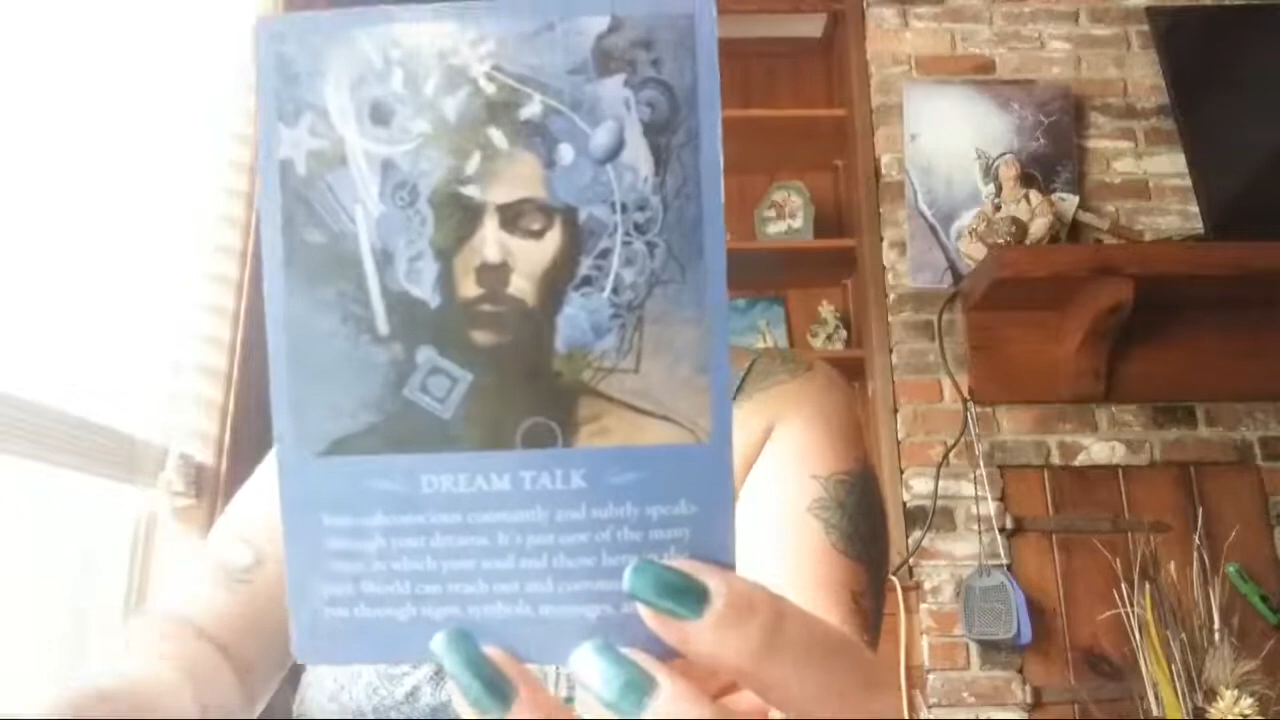 DREAM TALK
subconscious constantly and subtly speaks
through your dreams. It's just one of the many
in which your soul and those here in the
can reach out and
you through signs, symbols, messages,